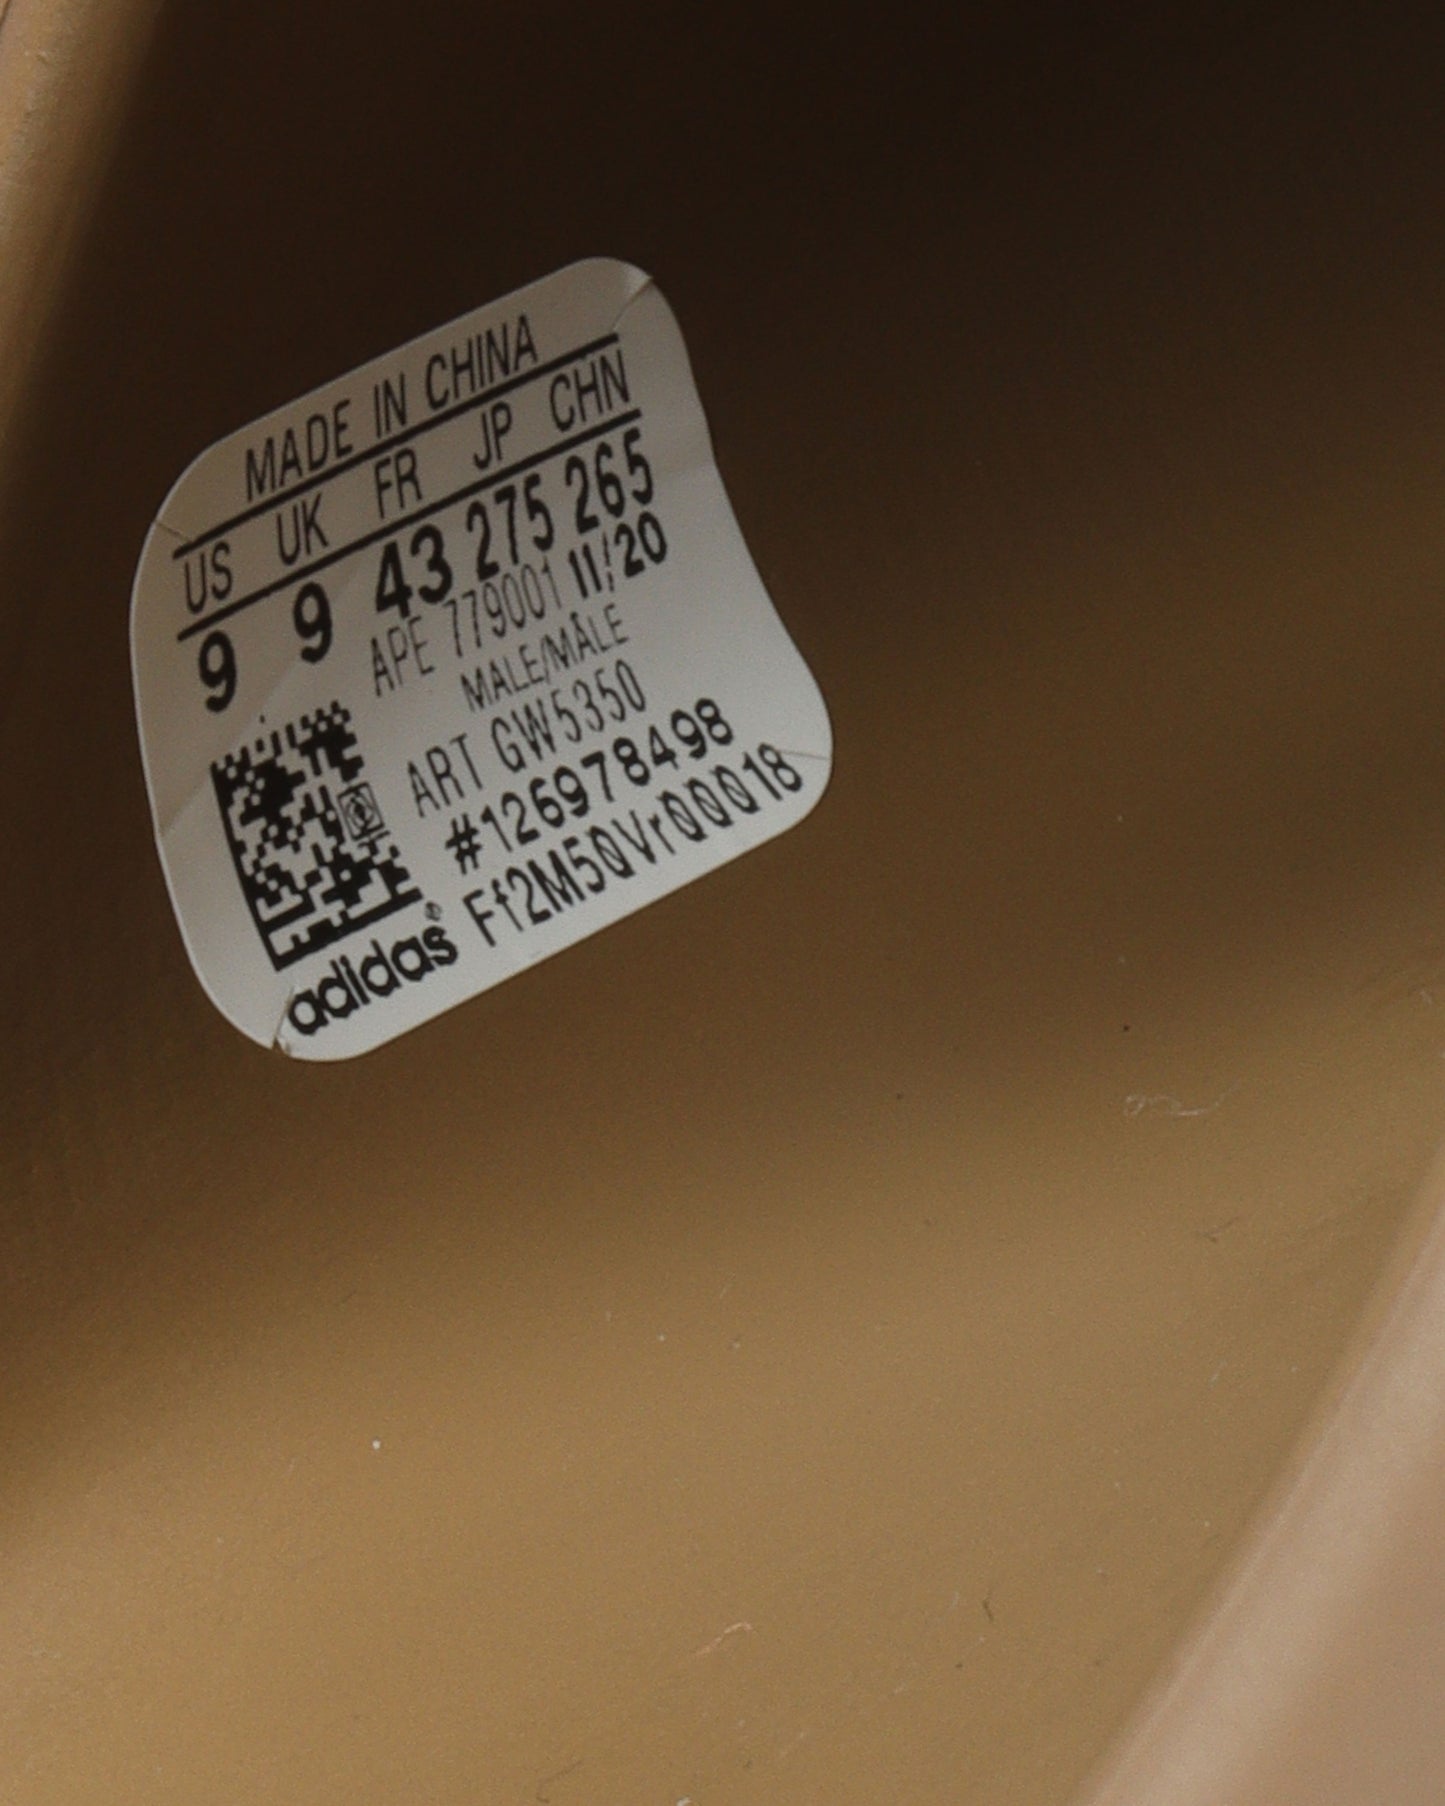 MADE IN CHINA
US UK FR JP CHN
9 9 43 275 265
APE 779001 11/20
MALE/MÂLE
ART GW5350
#126978498
Ff2M50Vr00018
adidas®